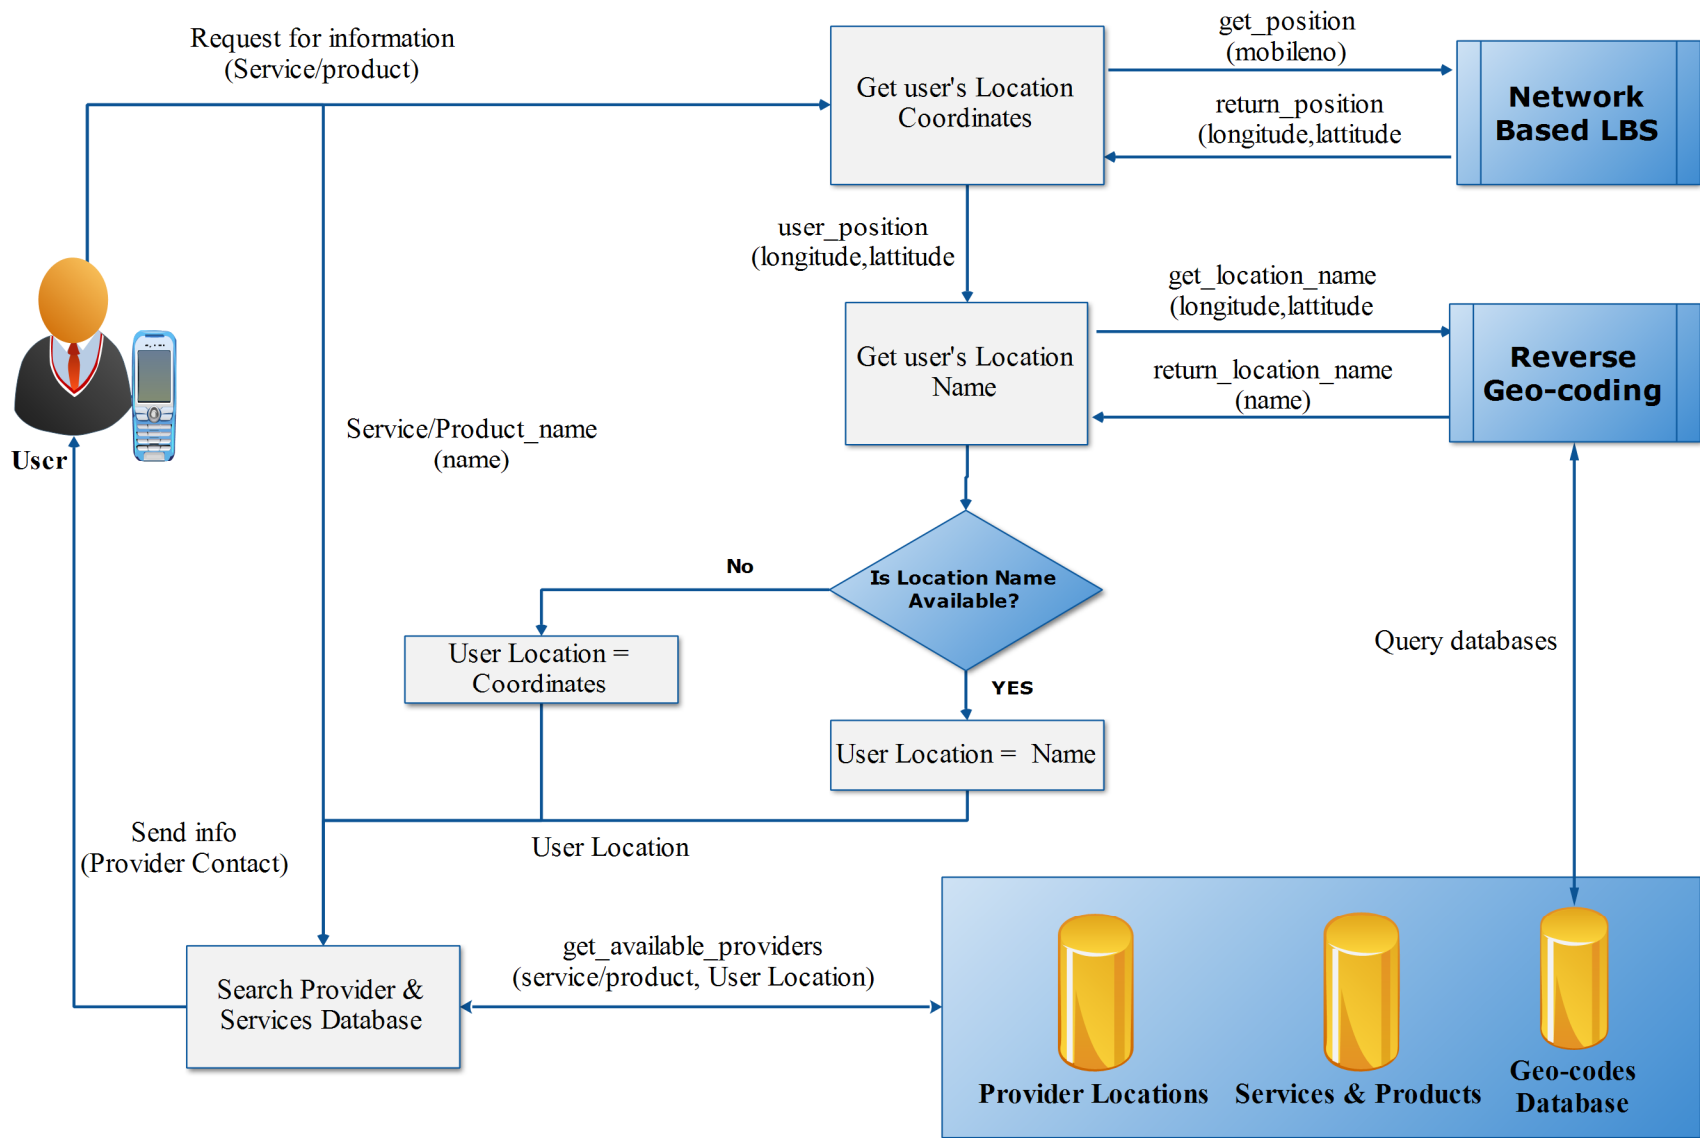 Request for information
(Service/product)
get_position
(mobileno)
Get user's Location
Coordinates
Network
Based LBS
return_position
(longitude,lattitude
user_position
(longitude,lattitude
get_location_name
(longitude,lattitude
Get user's Location
Name
Reverse
Geo-coding
return_location_name
(name)
User
Service/Product_name
(name)
No
Is Location Name
Available?
User Location =
Coordinates
YES
Query databases
User Location = Name
Send info
(Provider Contact)
User Location
get_available_providers
(service/product, User Location)
Search Provider &
Services Database
Provider Locations
Services & Products
Geo-codes
Database